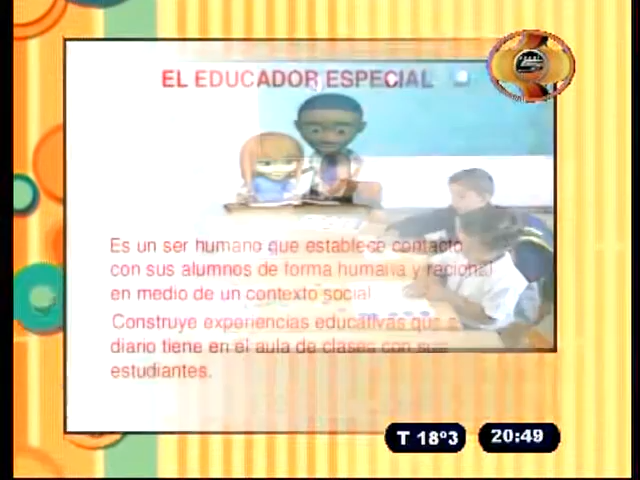 EL EDUCADOR ESPECIAL
Es un ser humano que establece contacto
con sus alumnos de forma humana y racional
en medio de un contexto social
Construye experiencias educativas que a
diario tiene en el aula de clases con sus
estudiantes.
T 18º3
20:49